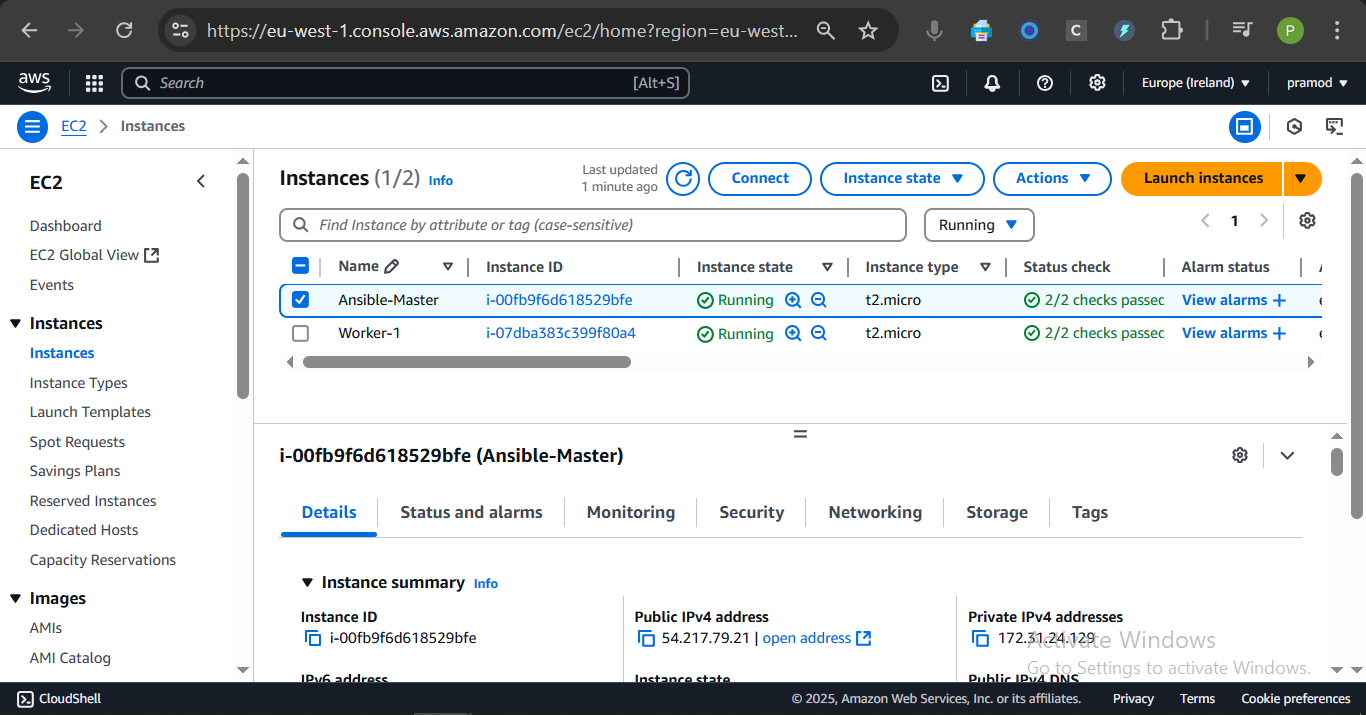 https://eu-west-1.console.aws.amazon.com/ec2/home?region=eu-west...
C
P
aws
Search
[Alt+S]
Europe (Ireland)
pramod
EC2
Instances
EC2
Dashboard
EC2 Global View
Events
Instances
Instances
Instance Types
Launch Templates
Spot Requests
Savings Plans
Reserved Instances
Dedicated Hosts
Capacity Reservations
Images
AMIs
AMI Catalog
Instances (1/2) Info
Last updated
1 minute ago
Connect
Instance state
Actions
Launch instances
Find Instance by attribute or tag (case-sensitive)
Running
1
Name Instance ID Instance state Instance type Status check Alarm status
Ansible-Master i-00fb9f6d618529bfe Running t2.micro 2/2 checks passec View alarms +
Worker-1 i-07dba383c399f80a4 Running t2.micro 2/2 checks passec View alarms +
i-00fb9f6d618529bfe (Ansible-Master)
Details Status and alarms Monitoring Security Networking Storage Tags
Instance summary Info
Instance ID
i-00fb9f6d618529bfe
Public IPv4 address
54.217.79.21 | open address
Private IPv4 addresses
172.31.24.129
IPv6 address
Instance state
Public IPv4 DNS
Activate Windows
Go to Settings to activate Windows.
CloudShell
© 2025, Amazon Web Services, Inc. or its affiliates.
Privacy
Terms
Cookie preferences